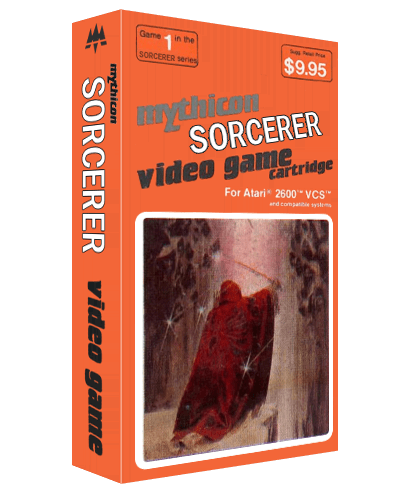 mythicon
SORCERER
video game
Game 1 in the
SORCERER series
Sugg. Retail Price
$9.95
mythicon
SORCERER
video game
cartridge
For Atari® 2600™ VCS™
and compatible systems